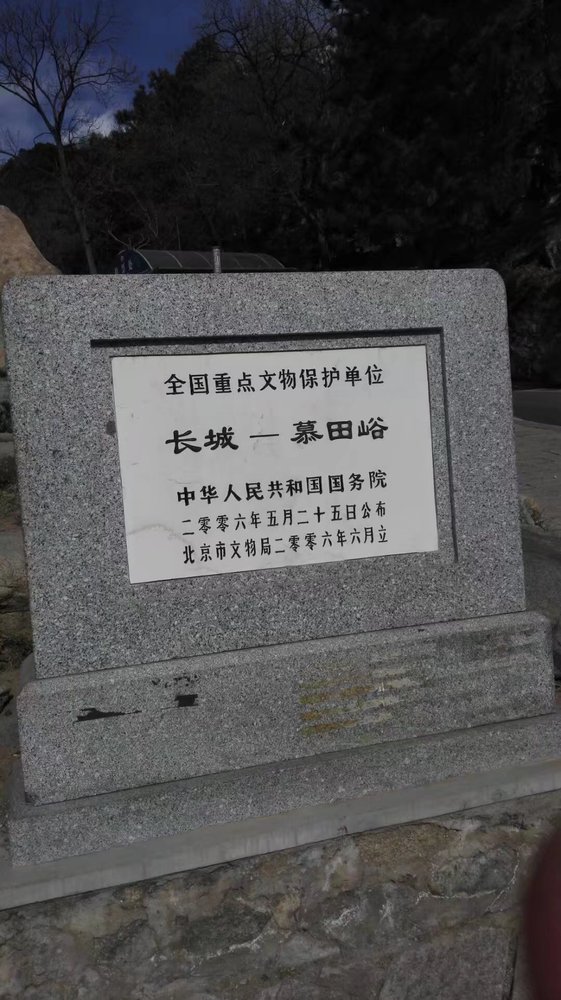 全国重点文物保护单位
长城 — 慕田峪
中华人民共和国国务院
二零零六年五月二十五日公布
北京市文物局二零零六年六月立